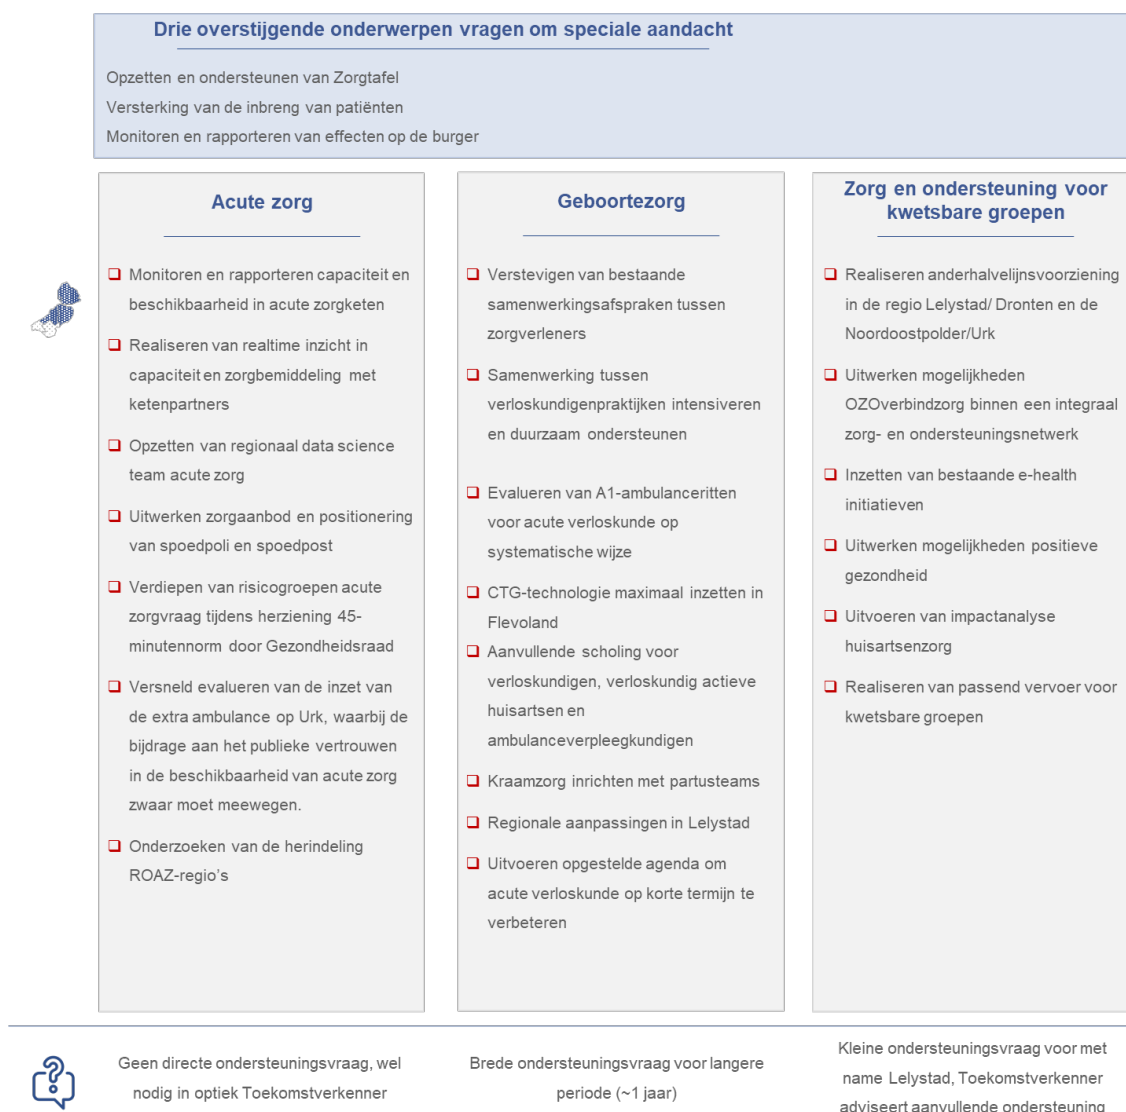 Drie overstijgende onderwerpen vragen om speciale aandacht
Opzetten en ondersteunen van Zorgtafel
Versterking van de inbreng van patiënten
Monitoren en rapporteren van effecten op de burger
Acute zorg
Monitoren en rapporteren capaciteit en
beschikbaarheid in acute zorgketen
Realiseren van realtime inzicht in
capaciteit en zorgbemiddeling met
ketenpartners
Opzetten van regionaal data science
team acute zorg
Uitwerken zorgaanbod en positionering
van spoedpoli en spoedpost
Verdiepen van risicogroepen acute
zorgvraag tijdens herziening 45-
minutennorm door Gezondheidsraad
Versneld evalueren van de inzet van
de extra ambulance op Urk, waarbij de
bijdrage aan het publieke vertrouwen
in de beschikbaarheid van acute zorg
zwaar moet meewegen.
Onderzoeken van de herindeling
ROAZ-regio’s
Geboortezorg
Verstevigen van bestaande
samenwerkingsafspraken tussen
zorgverleners
Samenwerking tussen
verloskundigenpraktijken intensiveren
en duurzaam ondersteunen
Evalueren van A1-ambulanceritten
voor acute verloskunde op
systematische wijze
CTG-technologie maximaal inzetten in
Flevoland
Aanvullende scholing voor
verloskundigen, verloskundig actieve
huisartsen en
ambulanceverpleegkundigen
Kraamzorg inrichten met partusteams
Regionale aanpassingen in Lelystad
Uitvoeren opgestelde agenda om
acute verloskunde op korte termijn te
verbeteren
Zorg en ondersteuning voor
kwetsbare groepen
Realiseren anderhalvelijnsvoorziening
in de regio Lelystad/ Dronten en de
Noordoostpolder/Urk
Uitwerken mogelijkheden
OZOverbindzorg binnen een integraal
zorg- en ondersteuningsnetwerk
Inzetten van bestaande e-health
initiatieven
Uitwerken mogelijkheden positieve
gezondheid
Uitvoeren van impactanalyse
huisartsenzorg
Realiseren van passend vervoer voor
kwetsbare groepen
Geen directe ondersteuningsvraag, wel
nodig in optiek Toekomstverkenner
Brede ondersteuningsvraag voor langere
periode (~1 jaar)
Kleine ondersteuningsvraag voor met
name Lelystad, Toekomstverkenner
adviseert aanvullende ondersteuning